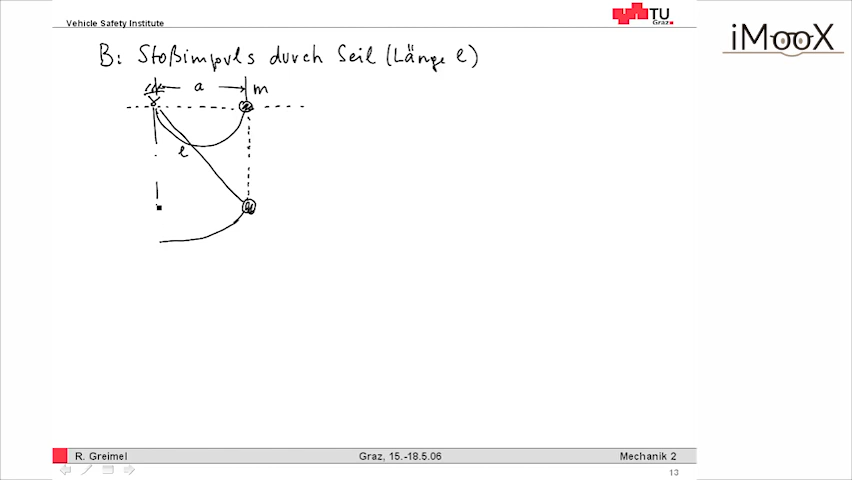 Vehicle Safety Institute
TU
Graz
iMooX
B: Stoßimpuls durch Seil (Länge l)
a
m
l
R. Greimel
Graz, 15.-18.5.06
Mechanik 2
13